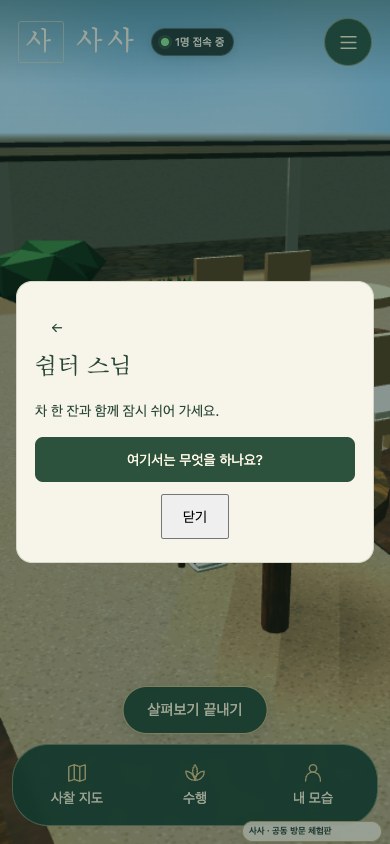 사 사사
1명 접속 중
쉼터 스님
차 한 잔과 함께 잠시 쉬어 가세요.
여기서는 무엇을 하나요?
닫기
살펴보기 끝내기
사찰 지도
수행
내 모습
사사 · 공동 방문 체험판